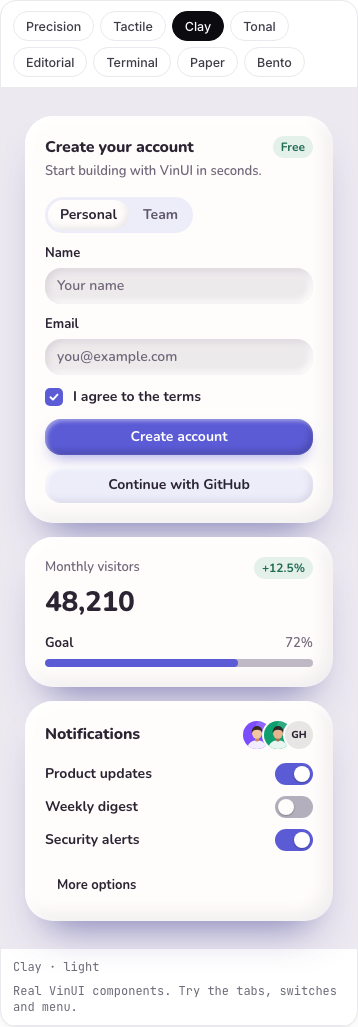 Precision Tactile Clay Tonal
Editorial Terminal Paper Bento
Create your account Free
Start building with VinUI in seconds.
Personal Team
Name
Your name
Email
you@example.com
I agree to the terms
Create account
Continue with GitHub
Monthly visitors +12.5%
48,210
Goal 72%
Notifications GH
Product updates
Weekly digest
Security alerts
More options
Clay · light
Real VinUI components. Try the tabs, switches
and menu.